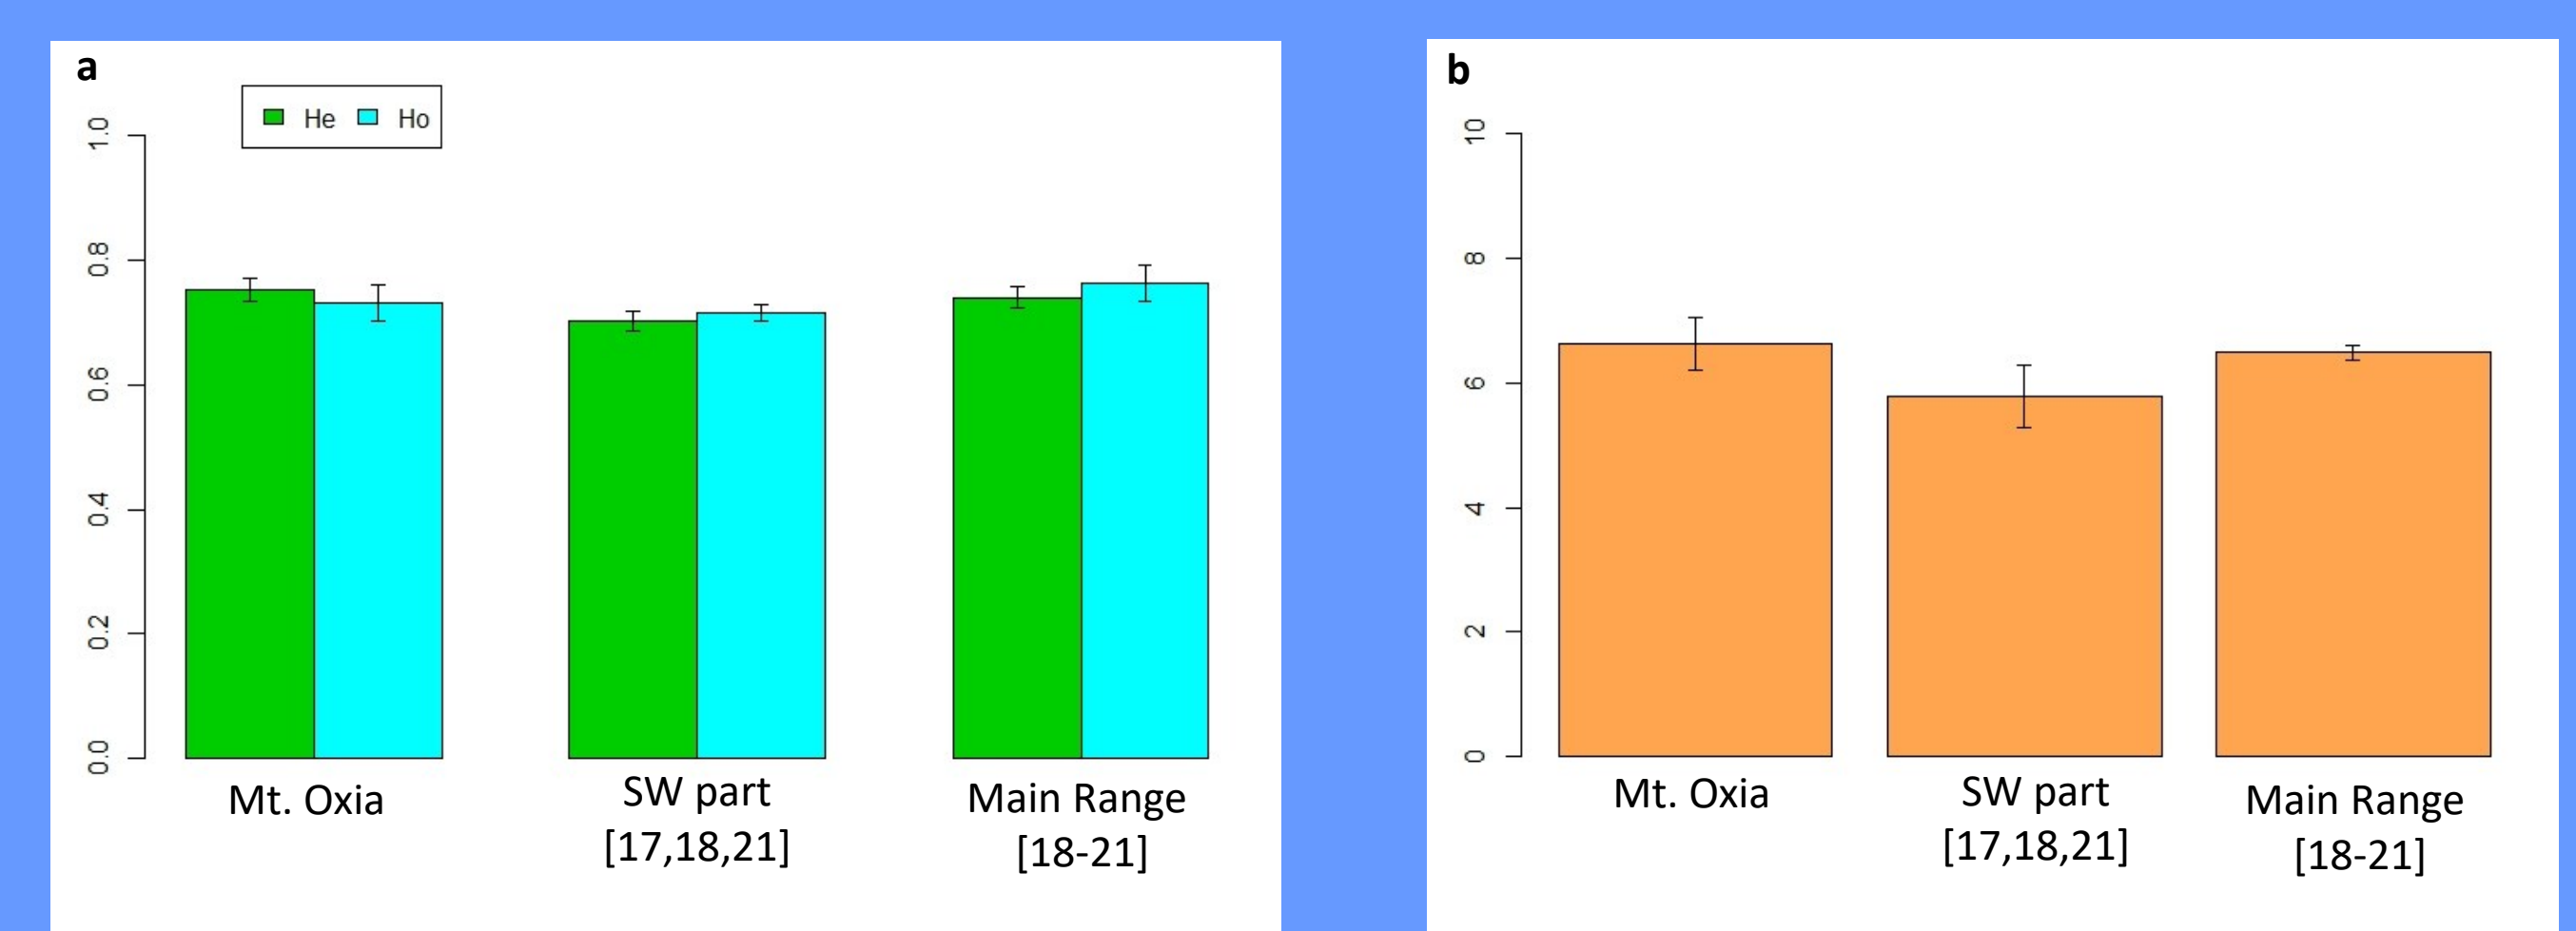 a
He Ho
1.0
0.8
0.6
0.4
0.2
0.0
Mt. Oxia
SW part
[17,18,21]
Main Range
[18-21]
b
10
8
6
4
2
0
Mt. Oxia
SW part
[17,18,21]
Main Range
[18-21]